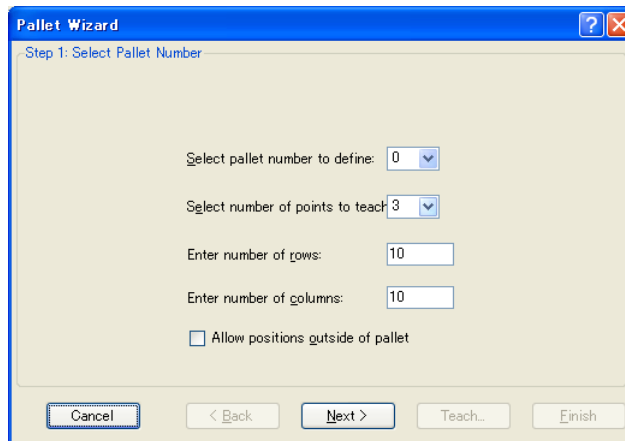 Pallet Wizard
Step 1: Select Pallet Number
Select pallet number to define: 0
Select number of points to teach 3
Enter number of rows: 10
Enter number of columns: 10
Allow positions outside of pallet
Cancel < Back Next > Teach... Finish